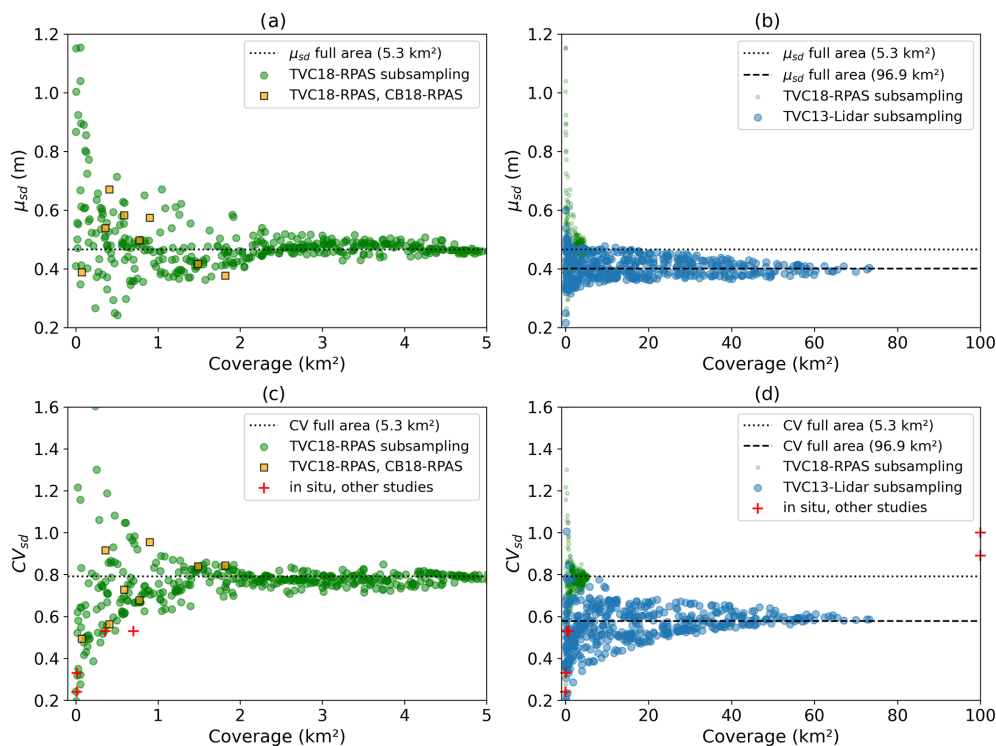 (a)
1.2
1.0
0.8
0.6
0.4
0.2
μsd (m)
μsd full area (5.3 km²)
TVC18-RPAS subsampling
TVC18-RPAS, CB18-RPAS
0 1 2 3 4 5
Coverage (km²)
(b)
1.2
1.0
0.8
0.6
0.4
0.2
μsd (m)
μsd full area (5.3 km²)
μsd full area (96.9 km²)
TVC18-RPAS subsampling
TVC13-Lidar subsampling
0 20 40 60 80 100
Coverage (km²)
(c)
1.6
1.4
1.2
1.0
0.8
0.6
0.4
0.2
CVsd
CV full area (5.3 km²)
TVC18-RPAS subsampling
TVC18-RPAS, CB18-RPAS
in situ, other studies
0 1 2 3 4 5
Coverage (km²)
(d)
1.6
1.4
1.2
1.0
0.8
0.6
0.4
0.2
CVsd
CV full area (5.3 km²)
CV full area (96.9 km²)
TVC18-RPAS subsampling
TVC13-Lidar subsampling
in situ, other studies
0 20 40 60 80 100
Coverage (km²)